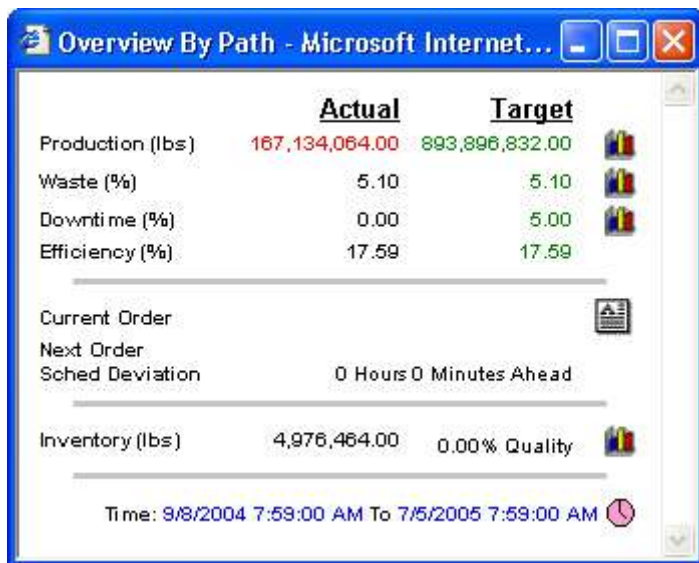 Overview By Path - Microsoft Internet...
Actual Target
Production (lbs) 167,134,064.00 893,896,832.00
Waste (%) 5.10 5.10
Downtime (%) 0.00 5.00
Efficiency (%) 17.59 17.59
Current Order
Next Order
Sched Deviation 0 Hours 0 Minutes Ahead
Inventory (lbs) 4,976,464.00 0.00% Quality
Time: 9/8/2004 7:59:00 AM To 7/5/2005 7:59:00 AM